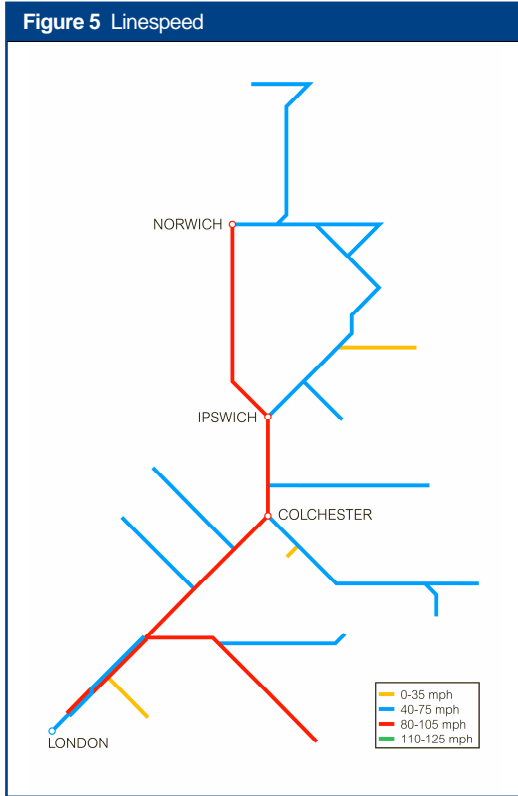 Figure 5 Linespeed
NORWICH
IPSWICH
COLCHESTER
0-35 mph
40-75 mph
80-105 mph
110-125 mph
LONDON